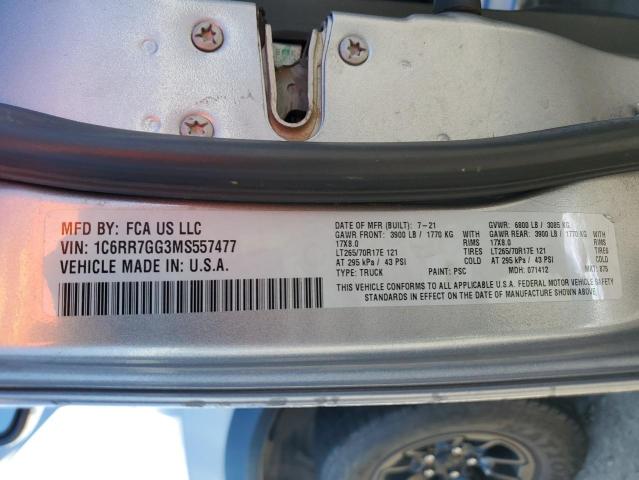 MFD BY: FCA US LLC
VIN: 1C6RR7GG3MS557477
VEHICLE MADE IN: U.S.A.
DATE OF MFR (BUILT): 7-21 GVWR: 6800 LB / 3085 KG
GAWR FRONT: 3900 LB / 1770 KG GAWR REAR: 3900 LB / 1770 KG
17X8.0 RIMS 17X8.0 RIMS
LT265/70R17E 121 TIRES LT265/70R17E 121 TIRES
AT 295 kPa / 43 PSI COLD AT 295 kPa / 43 PSI COLD
TYPE: TRUCK PAINT: PSC MDH: 071412 MKT: 875
THIS VEHICLE CONFORMS TO ALL APPLICABLE U.S.A. FEDERAL MOTOR VEHICLE SAFETY
STANDARDS IN EFFECT ON THE DATE OF MANUFACTURE SHOWN ABOVE